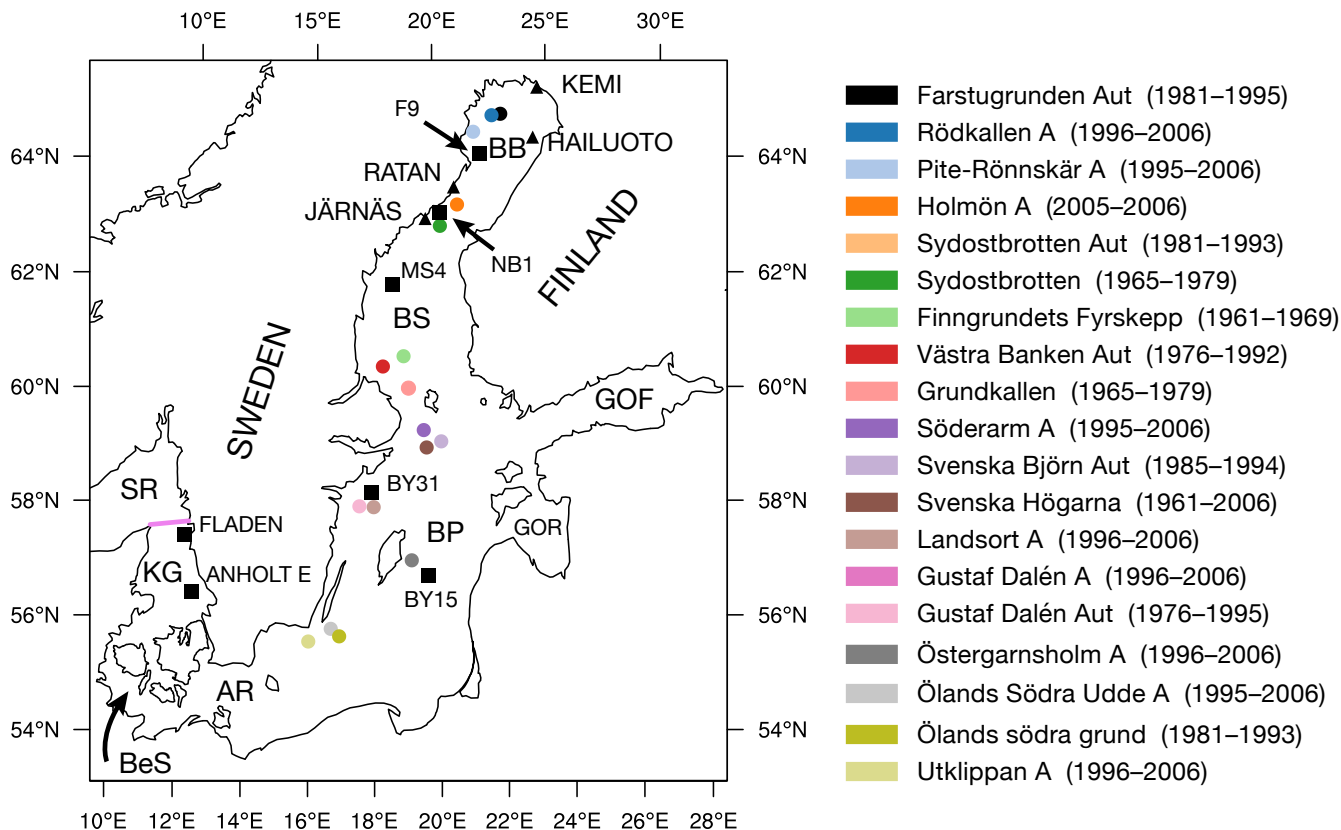 10°E 15°E 20°E 25°E 30°E
KEMI
F9
BB
HAILUOTO
64°N 64°N
RATAN
JÄRNÄS
NB1
FINLAND
MS4
62°N 62°N
BS
SWEDEN
60°N 60°N
GOF
BY31
SR
58°N 58°N
FLADEN
BP
GOR
KG
ANHOLT E
BY15
56°N 56°N
AR
54°N 54°N
BeS
10°E 12°E 14°E 16°E 18°E 20°E 22°E 24°E 26°E 28°E
Farstugrunden Aut (1981–1995)
Rödkallen A (1996–2006)
Pite-Rönnskär A (1995–2006)
Holmön A (2005–2006)
Sydostbrotten Aut (1981–1993)
Sydostbrotten (1965–1979)
Finngrundets Fyrskepp (1961–1969)
Västra Banken Aut (1976–1992)
Grundkallen (1965–1979)
Söderarm A (1995–2006)
Svenska Björn Aut (1985–1994)
Svenska Högarna (1961–2006)
Landsort A (1996–2006)
Gustaf Dalén A (1996–2006)
Gustaf Dalén Aut (1976–1995)
Östergarnsholm A (1996–2006)
Ölands Södra Udde A (1995–2006)
Ölands södra grund (1981–1993)
Utklippan A (1996–2006)